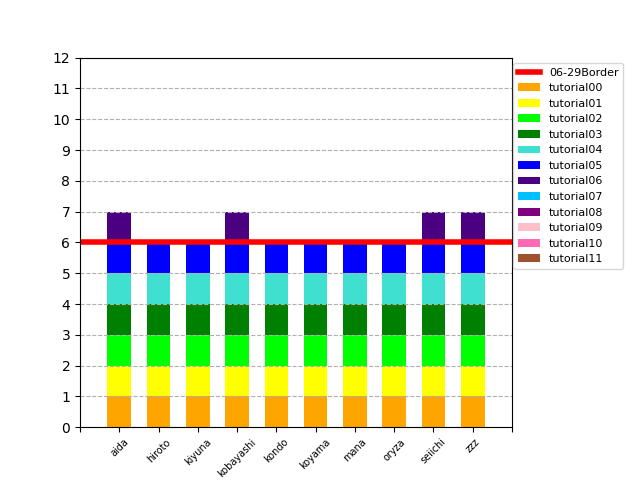 12
11
10
9
8
7
6
5
4
3
2
1
0
aida
hiroto
kiyuna
kobayashi
kondo
koyama
mana
oryza
seiichi
zzz
06-29Border
tutorial00
tutorial01
tutorial02
tutorial03
tutorial04
tutorial05
tutorial06
tutorial07
tutorial08
tutorial09
tutorial10
tutorial11